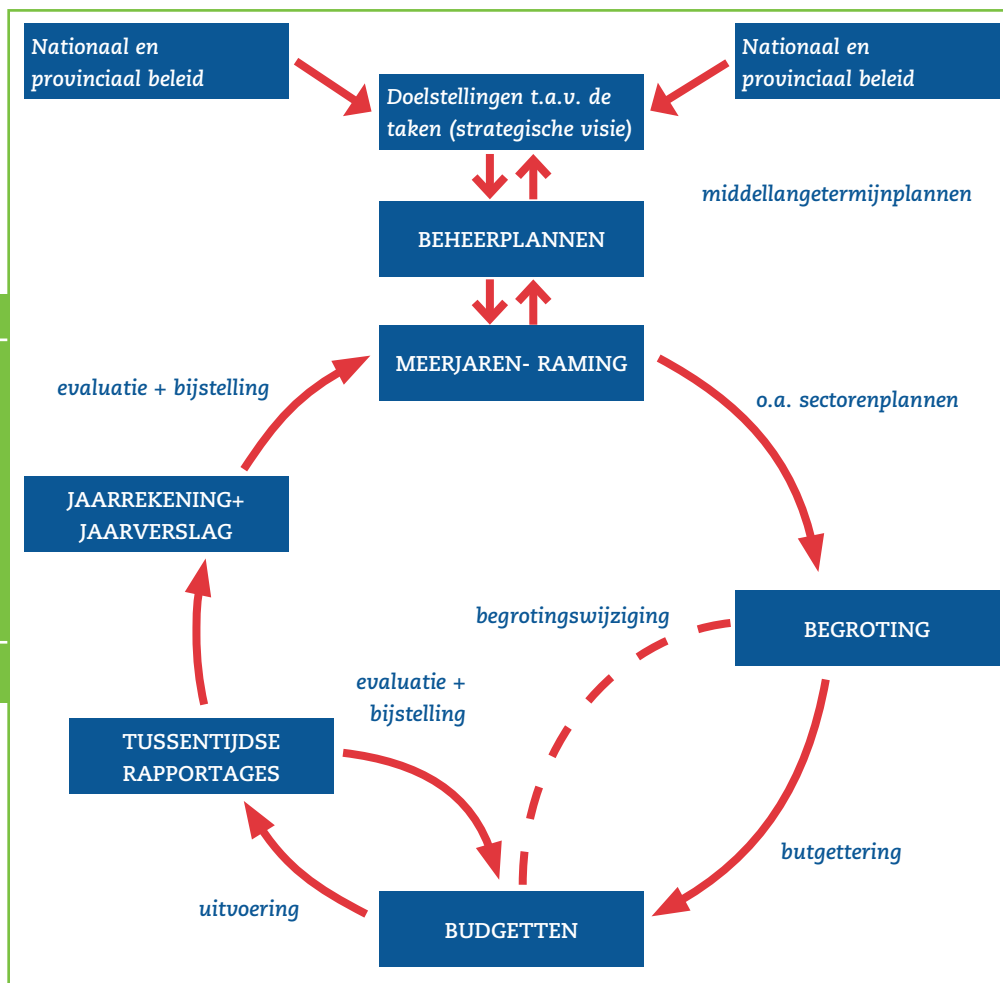 Nationaal en
provinciaal beleid
Nationaal en
provinciaal beleid
Doelstellingen t.a.v. de
taken (strategische visie)
middellangetermijnplannen
BEHEERPLANNEN
MEERJAREN- RAMING
evaluatie + bijstelling
o.a. sectorenplannen
JAARREKENING+
JAARVERSLAG
begrotingswijziging
BEGROTING
evaluatie +
bijstelling
TUSSENTIJDSE
RAPPORTAGES
butgettering
uitvoering
BUDGETTEN